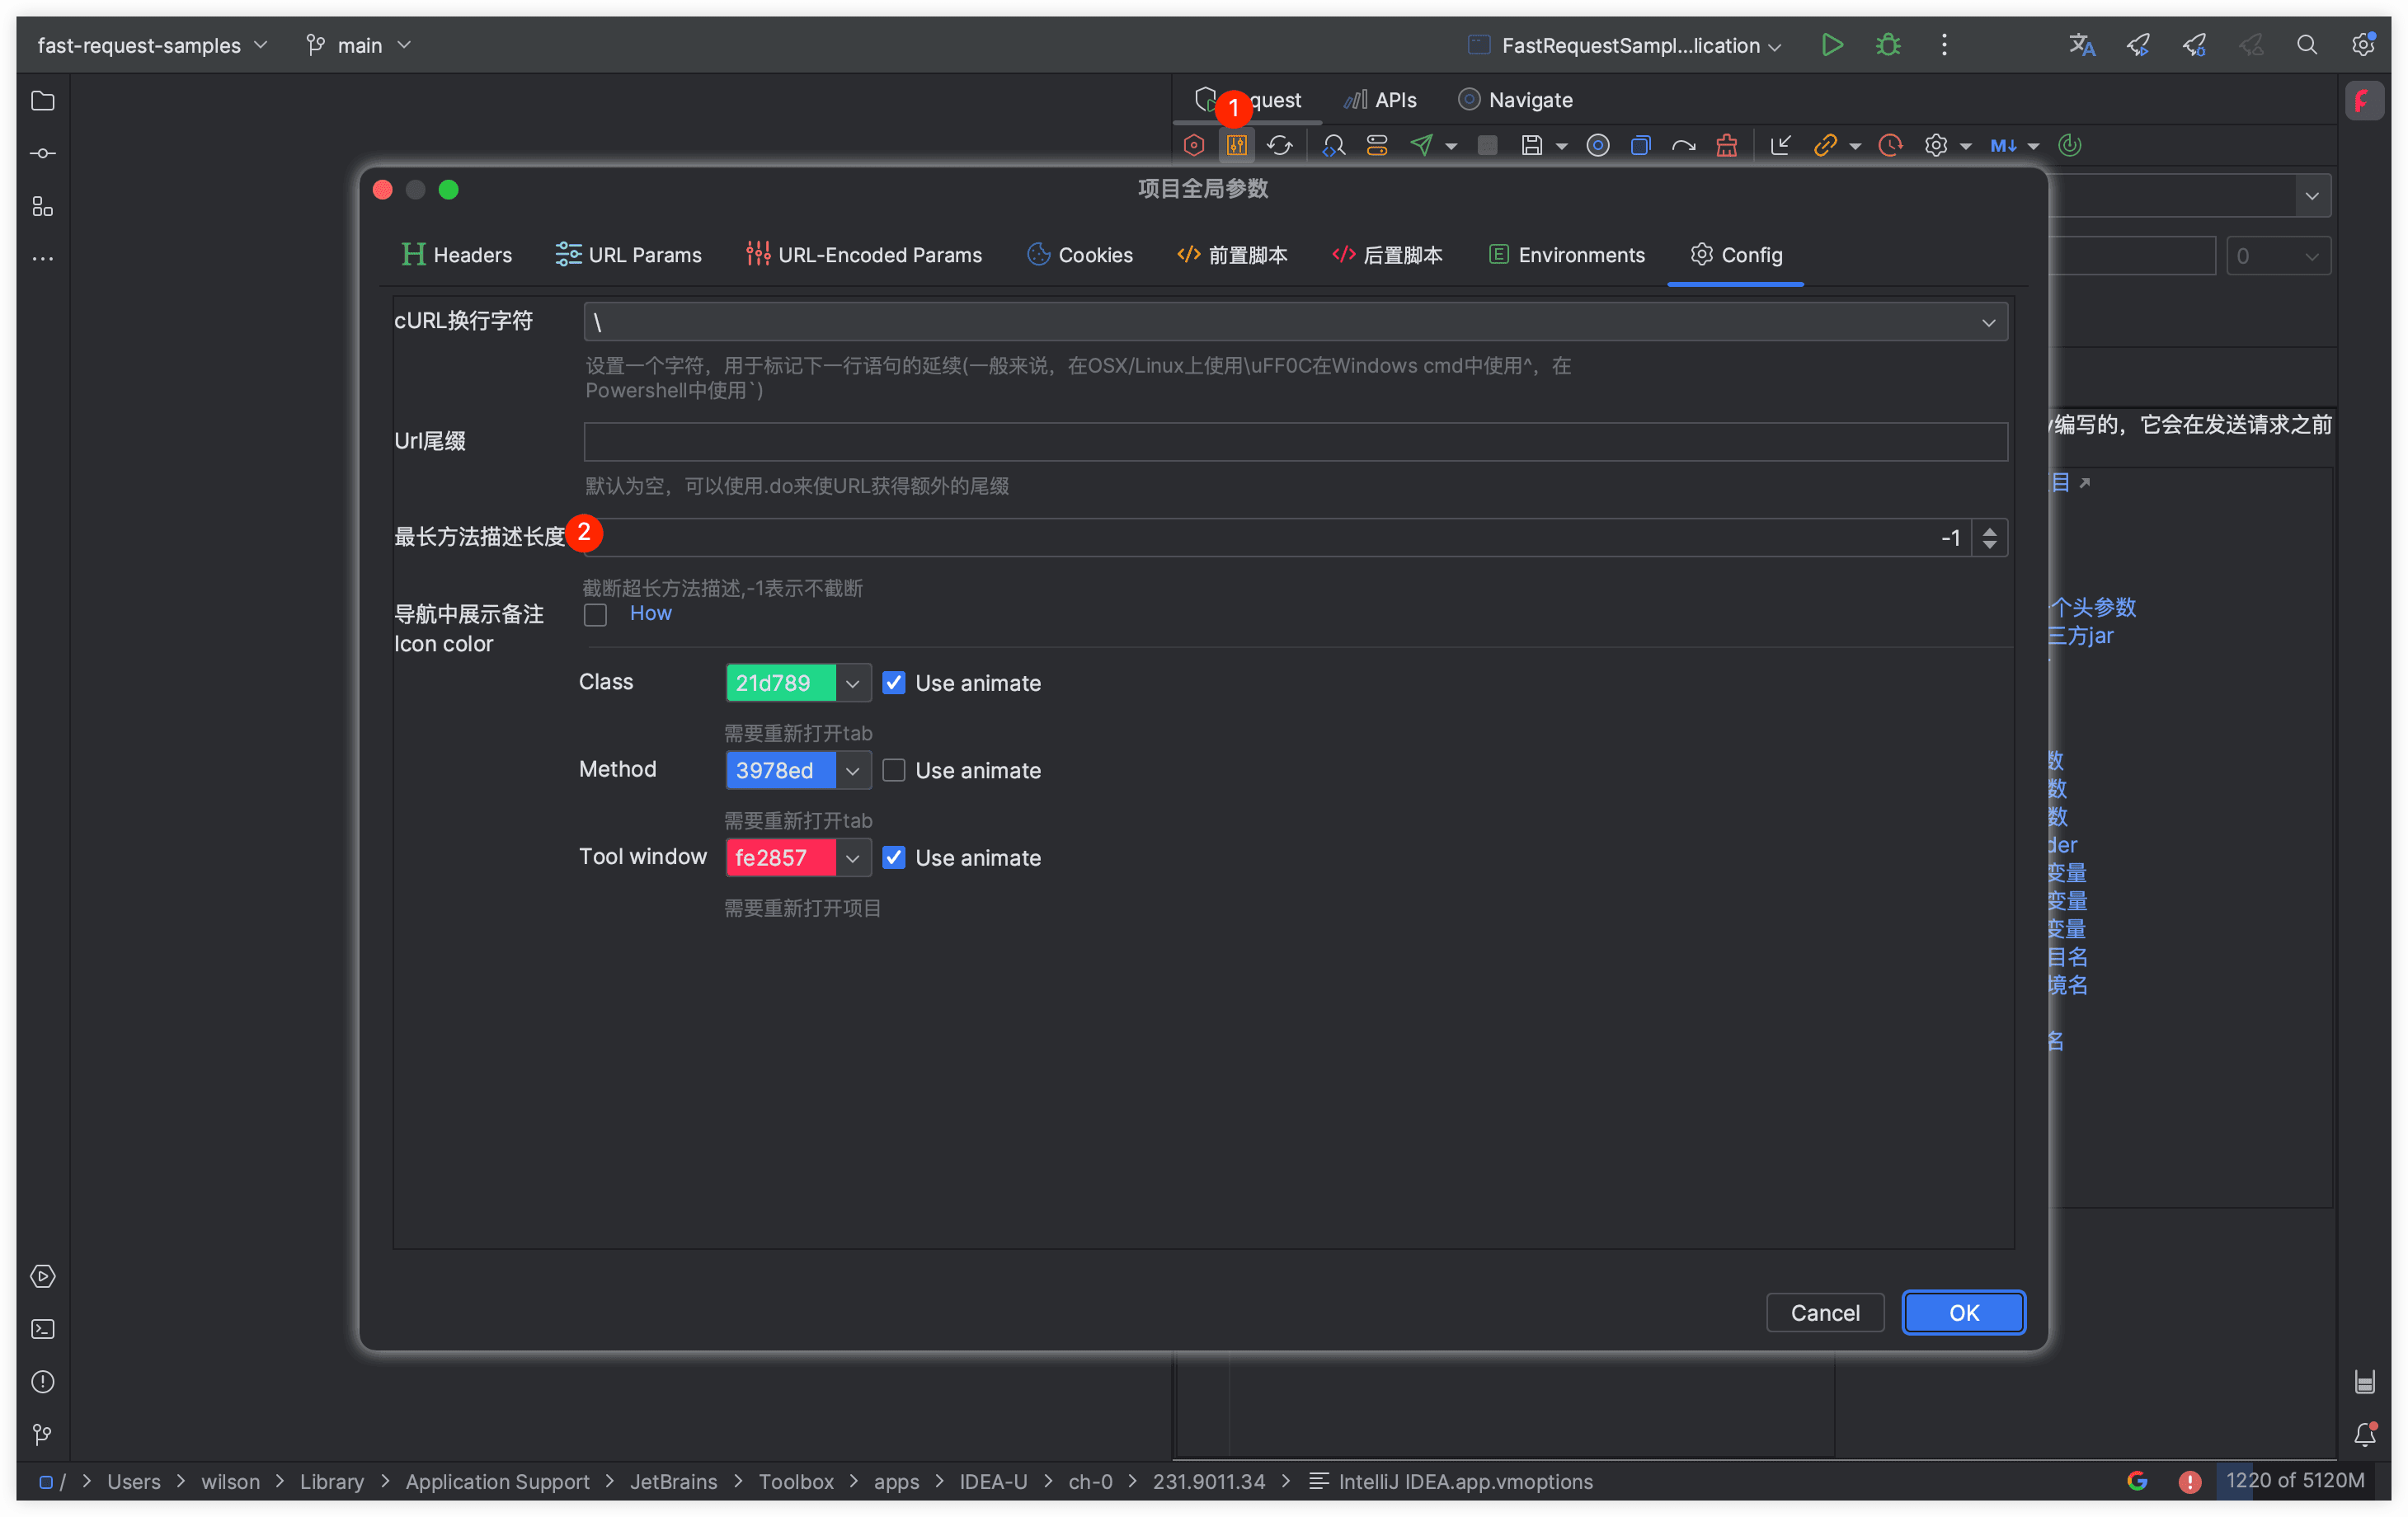 fast-request-samples
main
FastRequestSampl...lication
1
quest
APIs
Navigate
M↓
项目全局参数
Headers
URL Params
URL-Encoded Params
Cookies
前置脚本
后置脚本
Environments
Config
0
cURL换行字符
\
设置一个字符，用于标记下一行语句的延续(一般来说，在OSX/Linux上使用\uFF0C在Windows cmd中使用^，在
Powershell中使用`)
Url尾缀
默认为空，可以使用.do来使URL获得额外的尾缀
最长方法描述长度
2
-1
截断超长方法描述,-1表示不截断
导航中展示备注
How
Icon color
Class
21d789
Use animate
需要重新打开tab
Method
3978ed
Use animate
需要重新打开tab
Tool window
fe2857
Use animate
需要重新打开项目
编写的，它会在发送请求之前
目
个头参数
三方jar
数
数
数
der
变量
变量
变量
目名
境名
名
Cancel
OK
/ > Users > wilson > Library > Application Support > JetBrains > Toolbox > apps > IDEA-U > ch-0 > 231.9011.34 > IntelliJ IDEA.app.vmoptions
1220 of 5120M